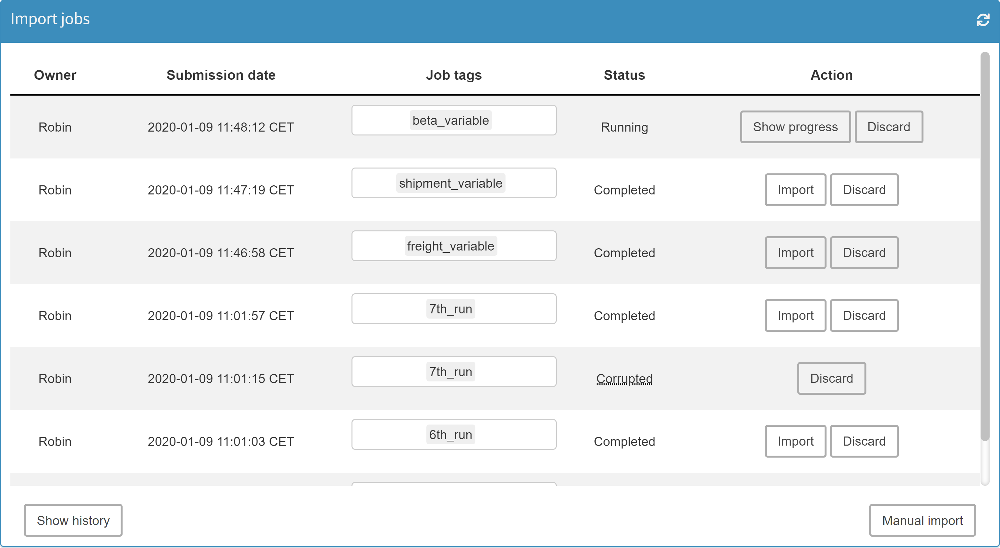 Import jobs
Owner Submission date Job tags Status Action
Robin 2020-01-09 11:48:12 CET beta_variable Running Show progress Discard
Robin 2020-01-09 11:47:19 CET shipment_variable Completed Import Discard
Robin 2020-01-09 11:46:58 CET freight_variable Completed Import Discard
Robin 2020-01-09 11:01:57 CET 7th_run Completed Import Discard
Robin 2020-01-09 11:01:15 CET 7th_run Corrupted Discard
Robin 2020-01-09 11:01:03 CET 6th_run Completed Import Discard
Show history Manual import